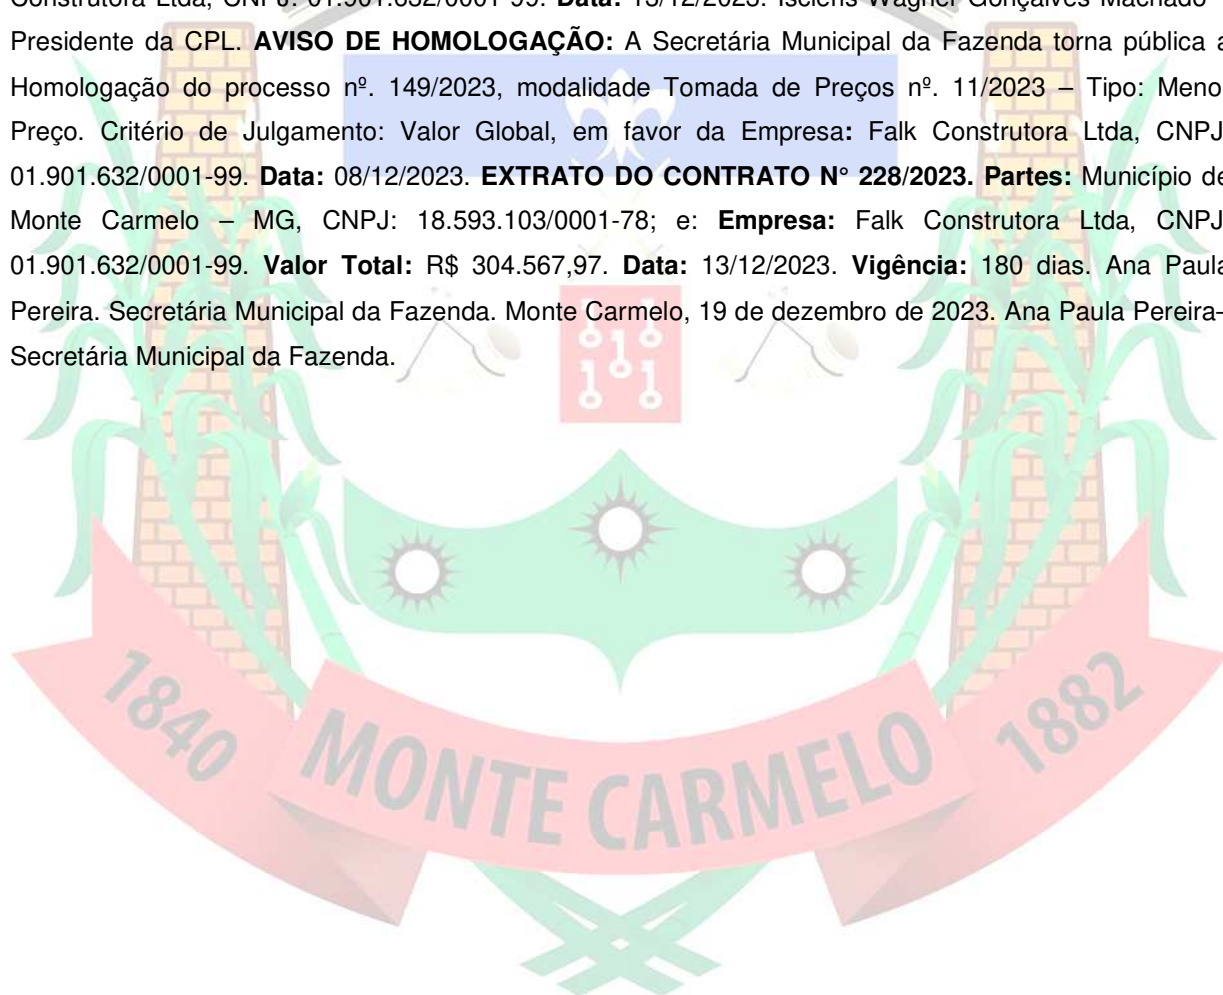 Construtora Ltda, CNPJ: 01.901.632/0001-99. Data: 13/12/2023. Iscleris Wagner Gonçalves Machado -
Presidente da CPL. AVISO DE HOMOLOGAÇÃO: A Secretária Municipal da Fazenda torna pública a
Homologação do processo nº. 149/2023, modalidade Tomada de Preços nº. 11/2023 – Tipo: Meno
Preço. Critério de Julgamento: Valor Global, em favor da Empresa: Falk Construtora Ltda, CNPJ
01.901.632/0001-99. Data: 08/12/2023. EXTRATO DO CONTRATO N° 228/2023. Partes: Município de
Monte Carmelo – MG, CNPJ: 18.593.103/0001-78; e: Empresa: Falk Construtora Ltda, CNPJ
01.901.632/0001-99. Valor Total: R$ 304.567,97. Data: 13/12/2023. Vigência: 180 dias. Ana Paula
Pereira. Secretária Municipal da Fazenda. Monte Carmelo, 19 de dezembro de 2023. Ana Paula Pereira–
Secretária Municipal da Fazenda.
1840 MONTE CARMELO 1882